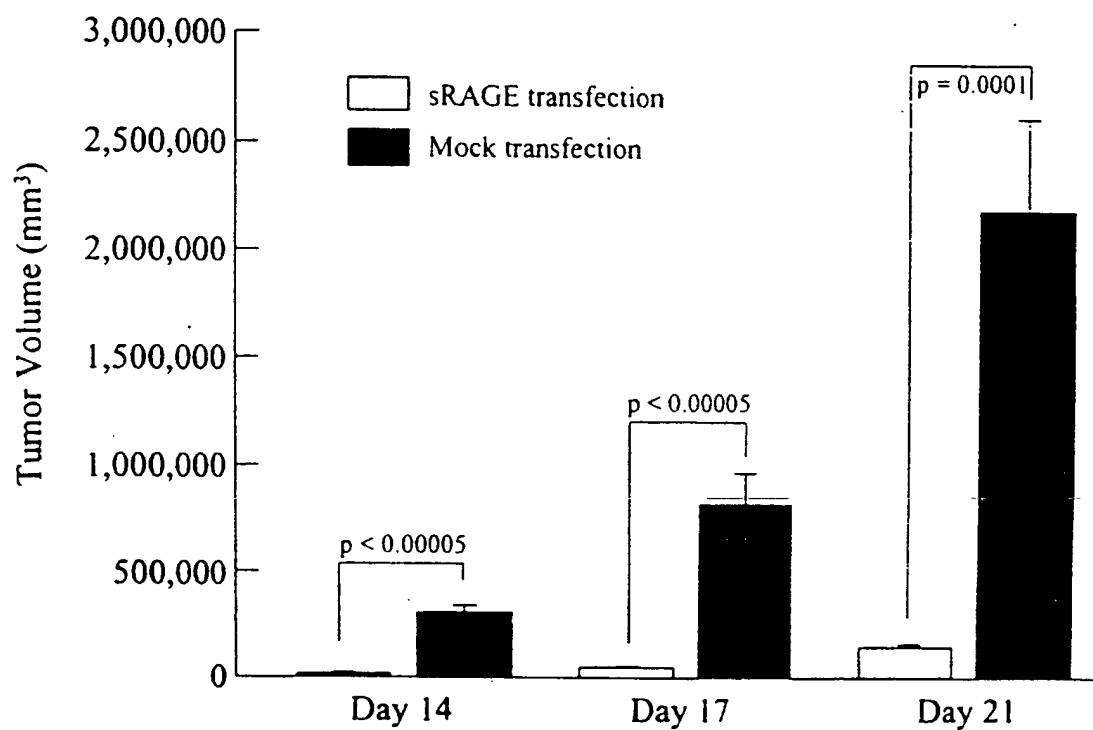 3,000,000
2,500,000
2,000,000
1,500,000
1,000,000
500,000
0
Tumor Volume (mm³)
sRAGE transfection
Mock transfection
p < 0.00005
p < 0.00005
p = 0.0001
Day 14
Day 17
Day 21